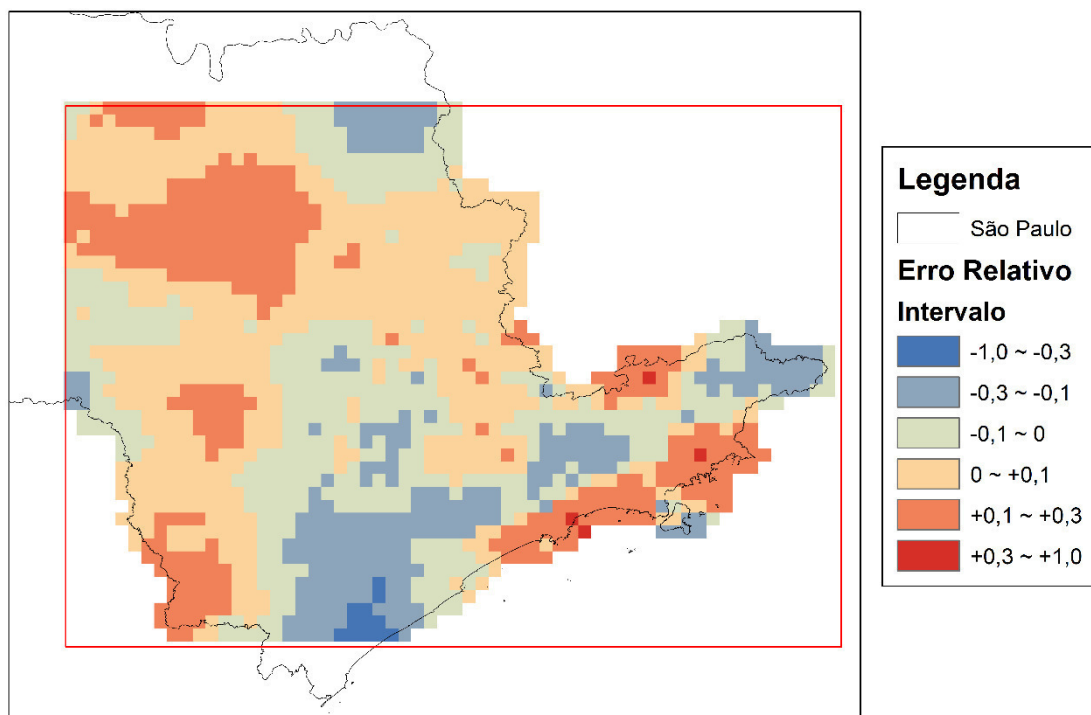 Legenda
São Paulo
Erro Relativo
Intervalo
-1,0 ~ -0,3
-0,3 ~ -0,1
-0,1 ~ 0
0 ~ +0,1
+0,1 ~ +0,3
+0,3 ~ +1,0